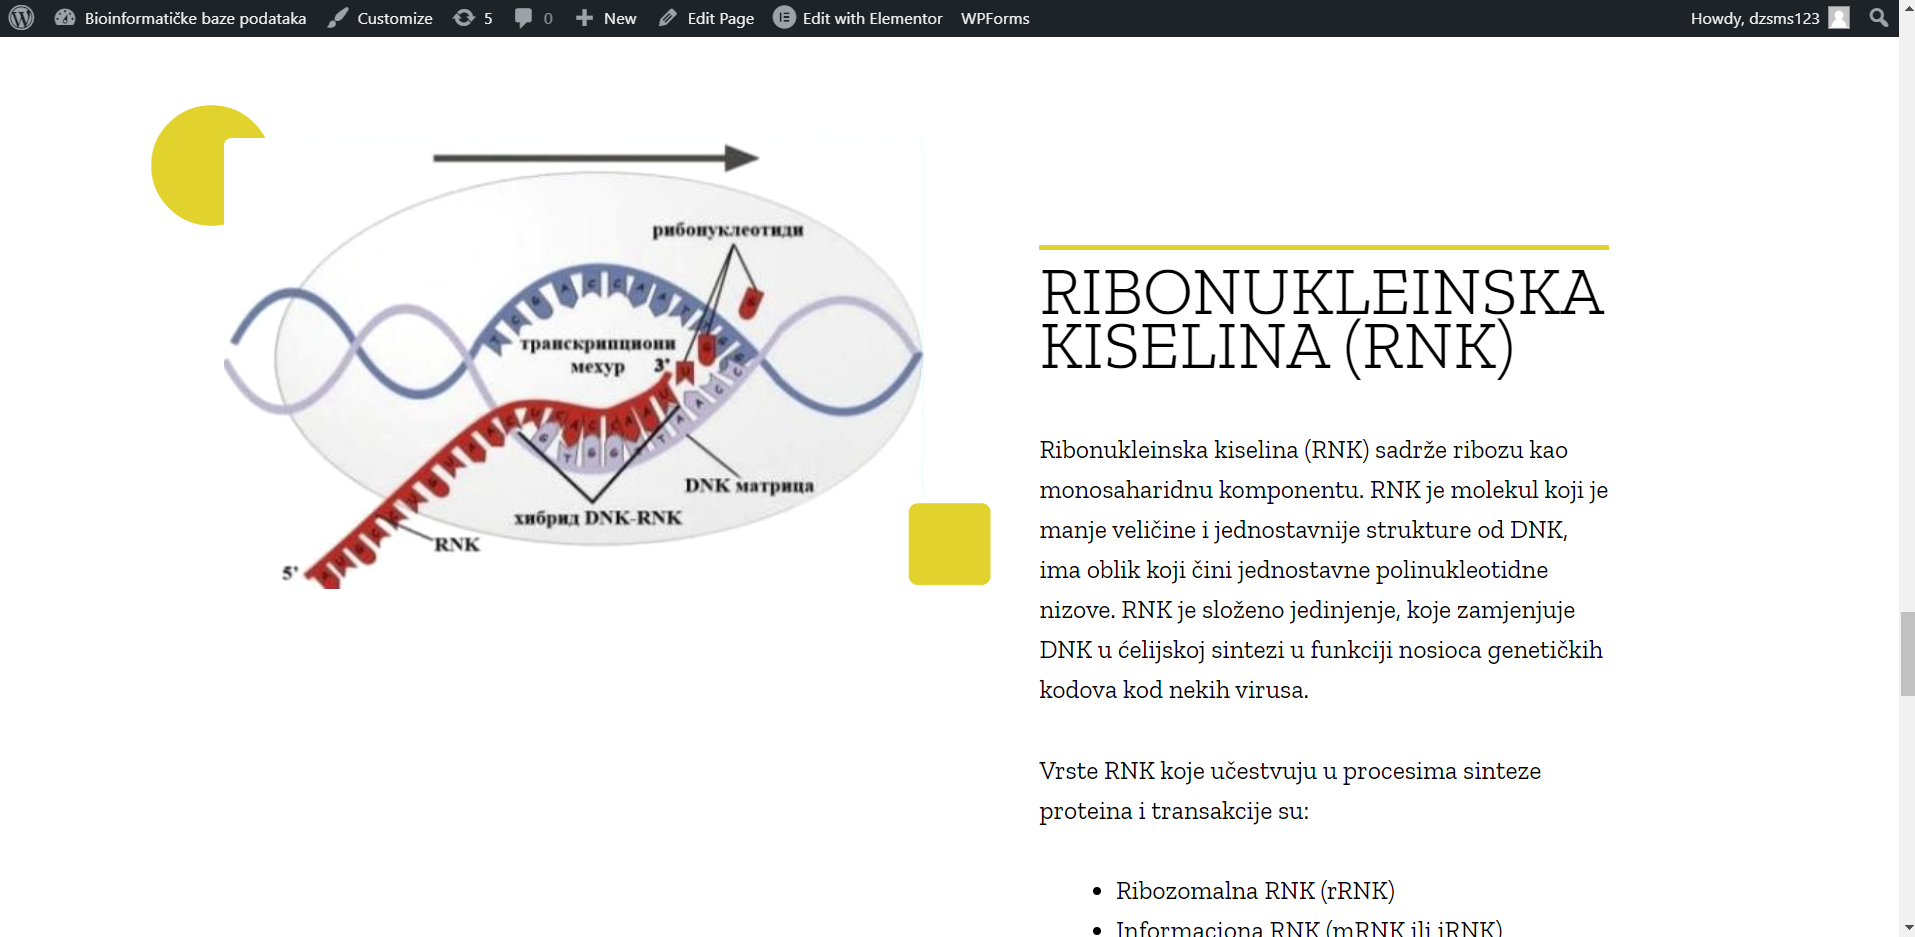 Bioinformatičke baze podataka Customize 5 0 New Edit Page Edit with Elementor WPForms Howdy, dzsms123
рибонуклеотиди
транскрипциони
мехур 3'
DNK матрица
хибрид DNK-RNK
RNK
5'
RIBONUKLEINSKA
KISELINA (RNK)
Ribonukleinska kiselina (RNK) sadrže ribozu kao
monosaharidnu komponentu. RNK je molekul koji je
manje veličine i jednostavnije strukture od DNK,
ima oblik koji čini jednostavne polinukleotidne
nizove. RNK je složeno jedinjenje, koje zamjenjuje
DNK u ćelijskoj sintezi u funkciji nosioca genetičkih
kodova kod nekih virusa.
Vrste RNK koje učestvuju u procesima sinteze
proteina i transakcije su:
• Ribozomalna RNK (rRNK)
• Informaciona RNK (mRNK ili iRNK)